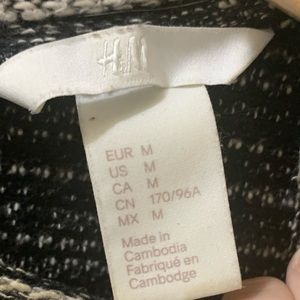 H&M
EUR M
US M
CA M
CN 170/96A
MX M
Made in
Cambodia
Fabriqué en
Cambodge